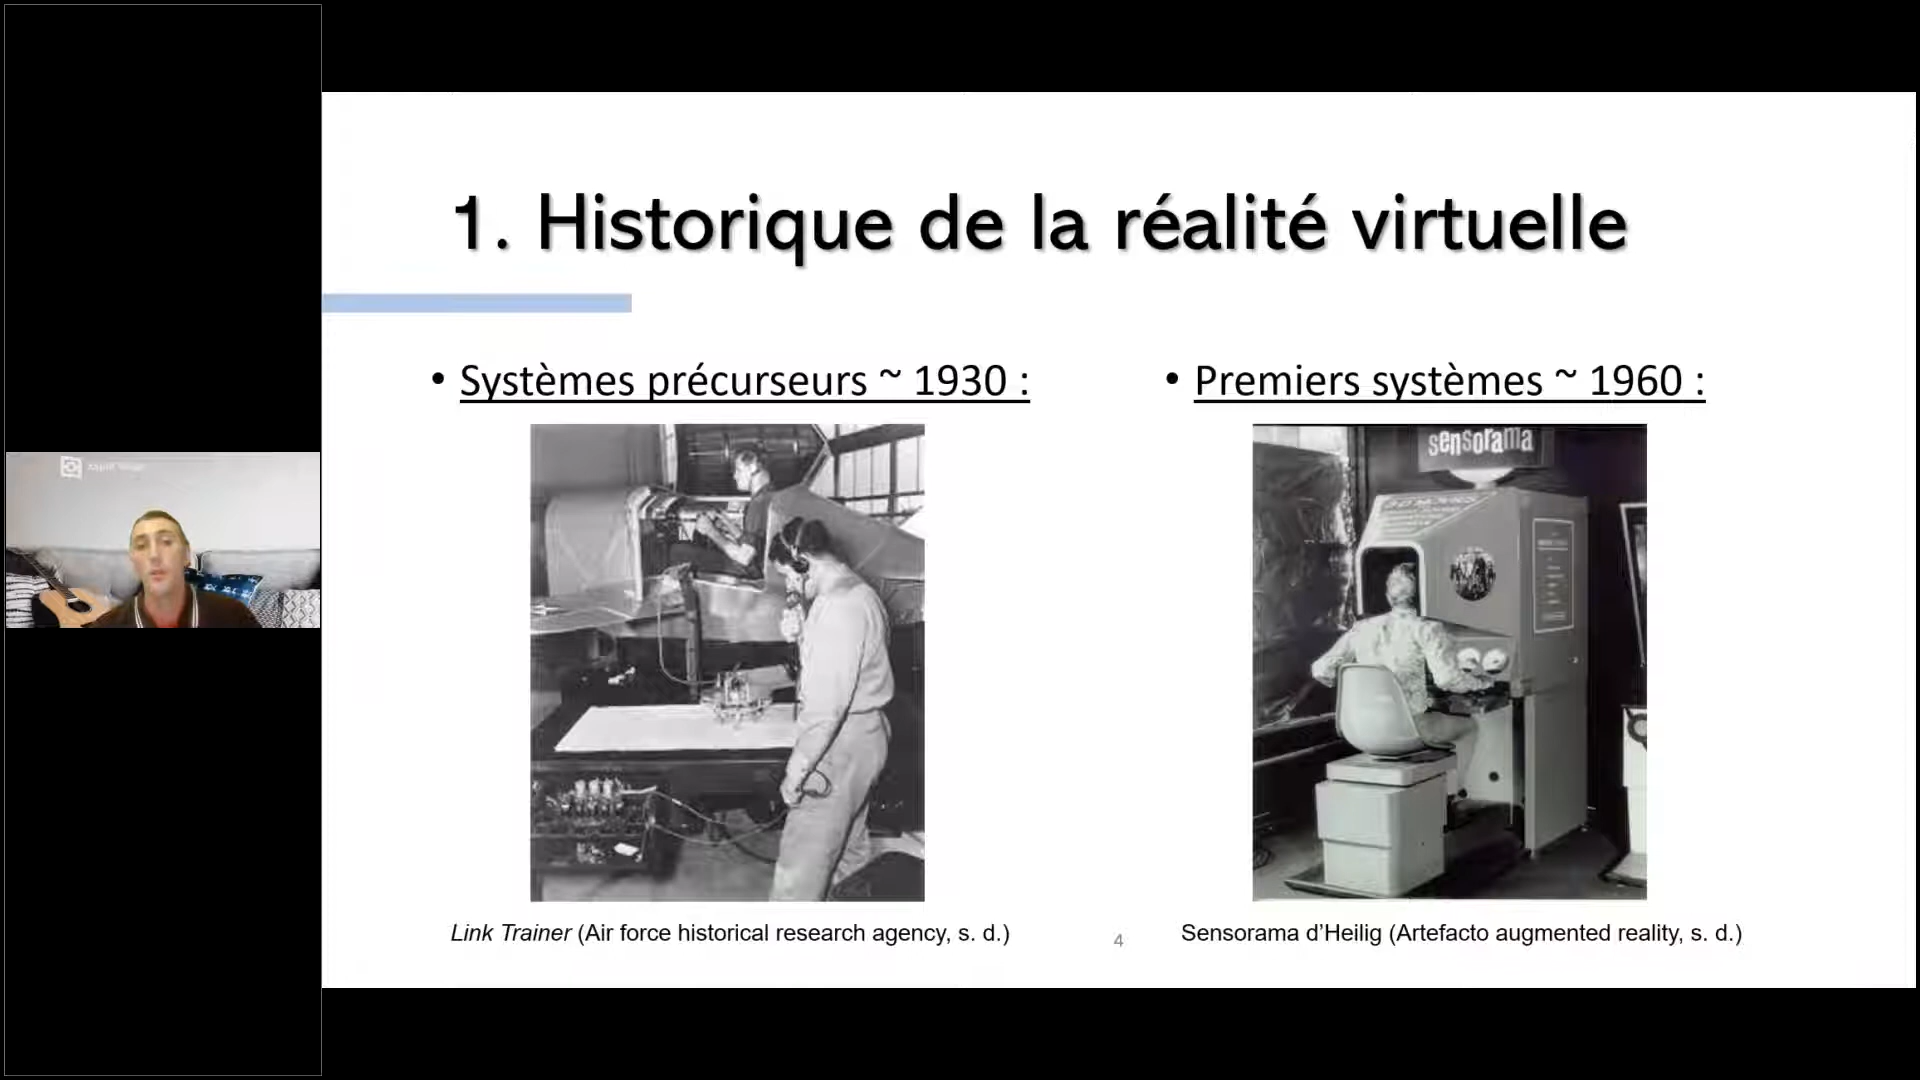 1. Historique de la réalité virtuelle
• Systèmes précurseurs ~ 1930 :
• Premiers systèmes ~ 1960 :
sensorama
Link Trainer (Air force historical research agency, s. d.)
4
Sensorama d’Heilig (Artefacto augmented reality, s. d.)